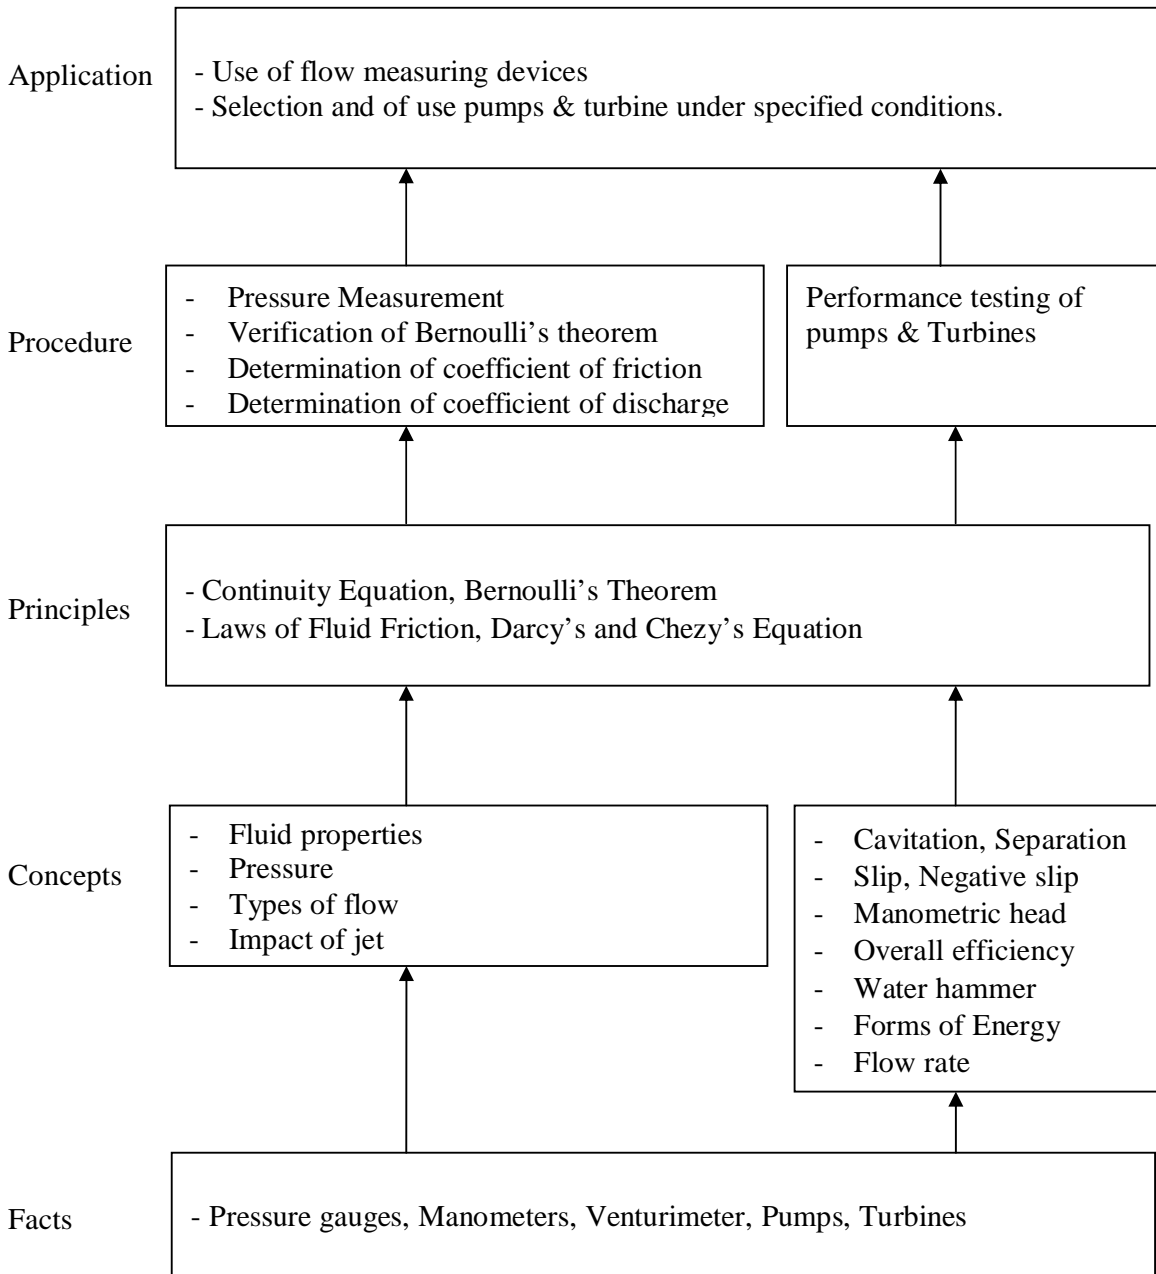 Application
- Use of flow measuring devices
- Selection and of use pumps & turbine under specified conditions.
Procedure
- Pressure Measurement
- Verification of Bernoulli’s theorem
- Determination of coefficient of friction
- Determination of coefficient of discharge
Performance testing of
pumps & Turbines
Principles
- Continuity Equation, Bernoulli’s Theorem
- Laws of Fluid Friction, Darcy’s and Chezy’s Equation
Concepts
- Fluid properties
- Pressure
- Types of flow
- Impact of jet
- Cavitation, Separation
- Slip, Negative slip
- Manometric head
- Overall efficiency
- Water hammer
- Forms of Energy
- Flow rate
Facts
- Pressure gauges, Manometers, Venturimeter, Pumps, Turbines